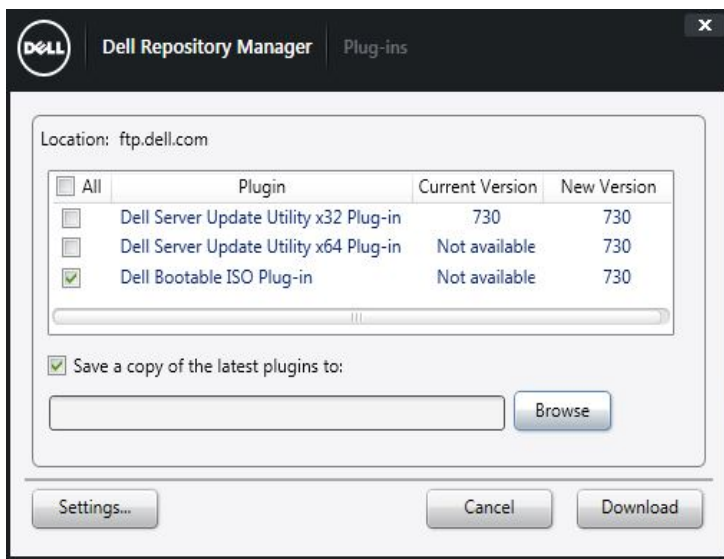 DELL Dell Repository Manager Plug-ins X
Location: ftp.dell.com
All Plugin Current Version New Version
Dell Server Update Utility x32 Plug-in 730 730
Dell Server Update Utility x64 Plug-in Not available 730
Dell Bootable ISO Plug-in Not available 730
Save a copy of the latest plugins to:
Browse
Settings... Cancel Download